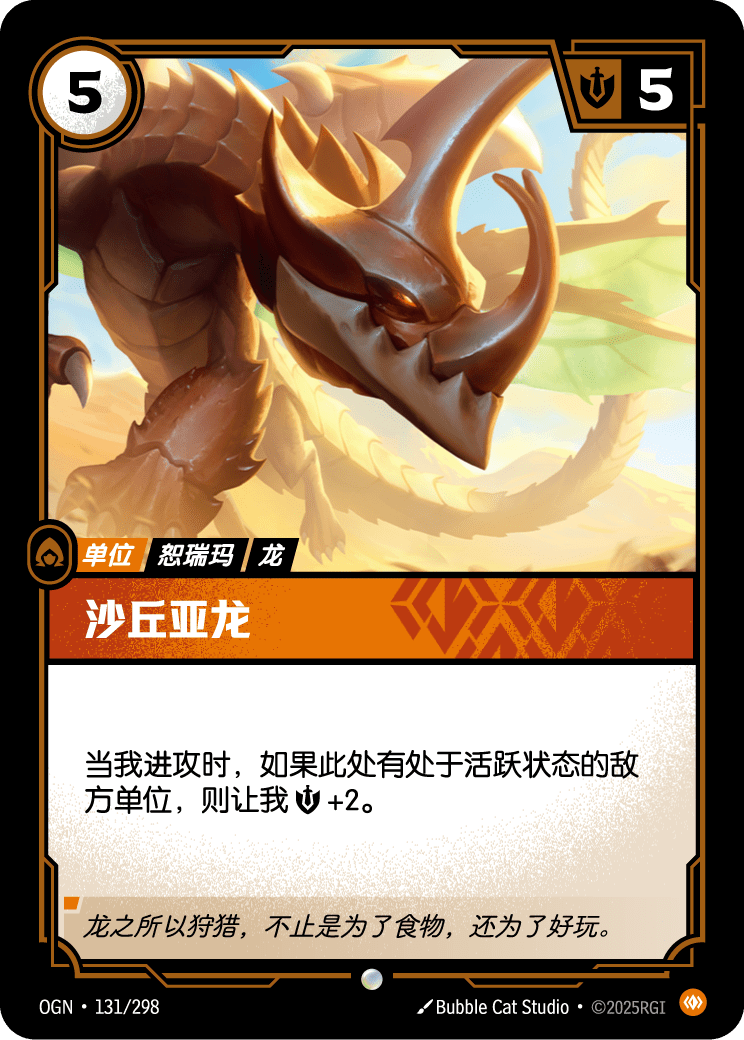 5
5
单位
恕瑞玛
龙
沙丘亚龙
当我进攻时，如果此处有处于活跃状态的敌
方单位，则让我 +2。
龙之所以狩猎，不止是为了食物，还为了好玩。
OGN • 131/298
Bubble Cat Studio • ©2025RGI